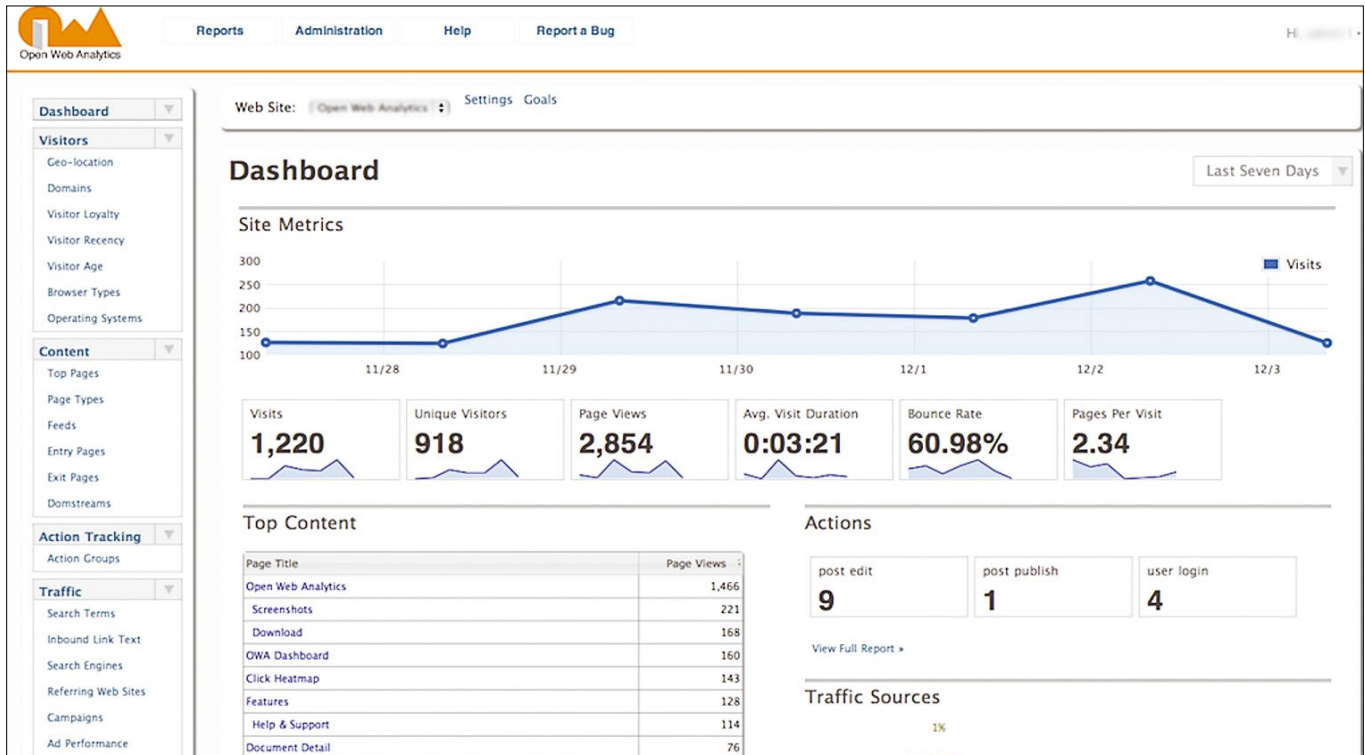 Open Web Analytics
Reports Administration Help Report a Bug
Hi,
Dashboard
Visitors
Geo-location
Domains
Visitor Loyalty
Visitor Recency
Visitor Age
Browser Types
Operating Systems
Content
Top Pages
Page Types
Feeds
Entry Pages
Exit Pages
Domstreams
Action Tracking
Action Groups
Traffic
Search Terms
Inbound Link Text
Search Engines
Referring Web Sites
Campaigns
Ad Performance
Web Site: Open Web Analytics Settings Goals
Dashboard
Last Seven Days
Site Metrics
Visits
300
250
200
150
100
11/28 11/29 11/30 12/1 12/2 12/3
Visits Unique Visitors Page Views Avg. Visit Duration Bounce Rate Pages Per Visit
1,220 918 2,854 0:03:21 60.98% 2.34
Top Content
Page Title Page Views
Open Web Analytics 1,466
Screenshots 221
Download 168
OWA Dashboard 160
Click Heatmap 143
Features 128
Help & Support 114
Document Detail 76
Actions
post edit post publish user login
9 1 4
View Full Report »
Traffic Sources
1%